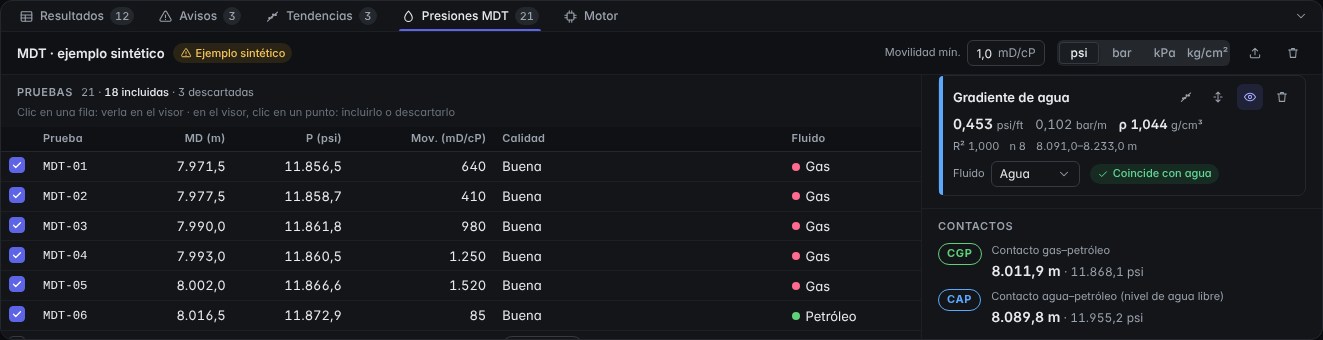 Resultados 12 Avisos 3 Tendencias 3 Presiones MDT 21 Motor
MDT · ejemplo sintético Ejemplo sintético Movilidad mín. 1,0 mD/cP psi bar kPa kg/cm²
PRUEBAS 21 · 18 incluidas · 3 descartadas
Clic en una fila: verla en el visor · en el visor, clic en un punto: incluirlo o descartarlo
Prueba MD (m) P (psi) Mov. (mD/cP) Calidad Fluido
MDT-01 7.971,5 11.856,5 640 Buena Gas
MDT-02 7.977,5 11.858,7 410 Buena Gas
MDT-03 7.990,0 11.861,8 980 Buena Gas
MDT-04 7.993,0 11.860,5 1.250 Buena Gas
MDT-05 8.002,0 11.866,6 1.520 Buena Gas
MDT-06 8.016,5 11.872,9 85 Buena Petróleo
Gradiente de agua
0,453 psi/ft 0,102 bar/m ρ 1,044 g/cm³
R² 1,000 n 8 8.091,0–8.233,0 m
Fluido Agua Coincide con agua
CONTACTOS
CGP Contacto gas–petróleo
8.011,9 m · 11.868,1 psi
CAP Contacto agua–petróleo (nivel de agua libre)
8.089,8 m · 11.955,2 psi